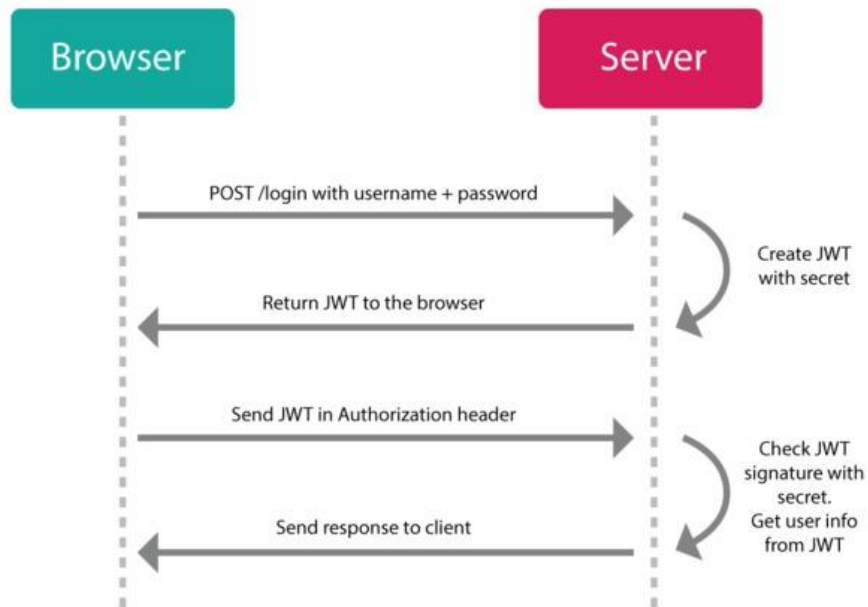 Browser
Server
POST /login with username + password
Create JWT
with secret
Return JWT to the browser
Send JWT in Authorization header
Check JWT
signature with
secret.
Get user info
from JWT
Send response to client